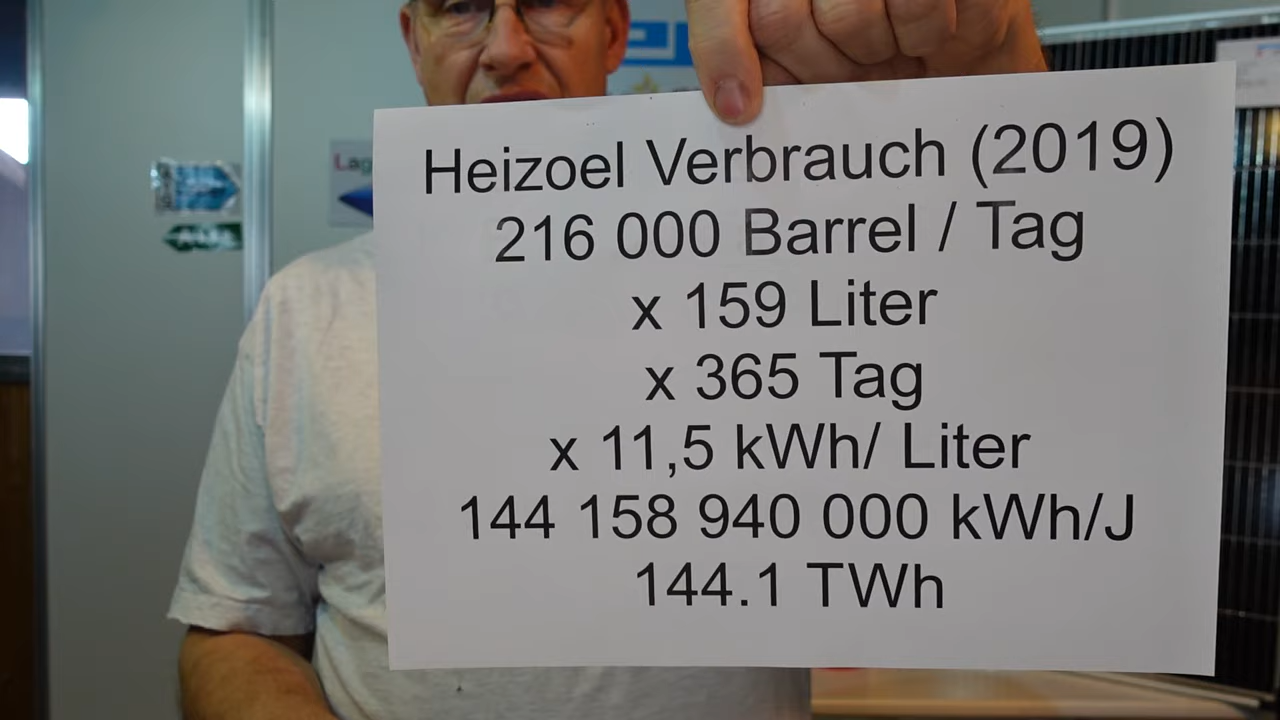 Heizoel Verbrauch (2019)
216 000 Barrel / Tag
x 159 Liter
x 365 Tag
x 11,5 kWh/ Liter
144 158 940 000 kWh/J
144.1 TWh